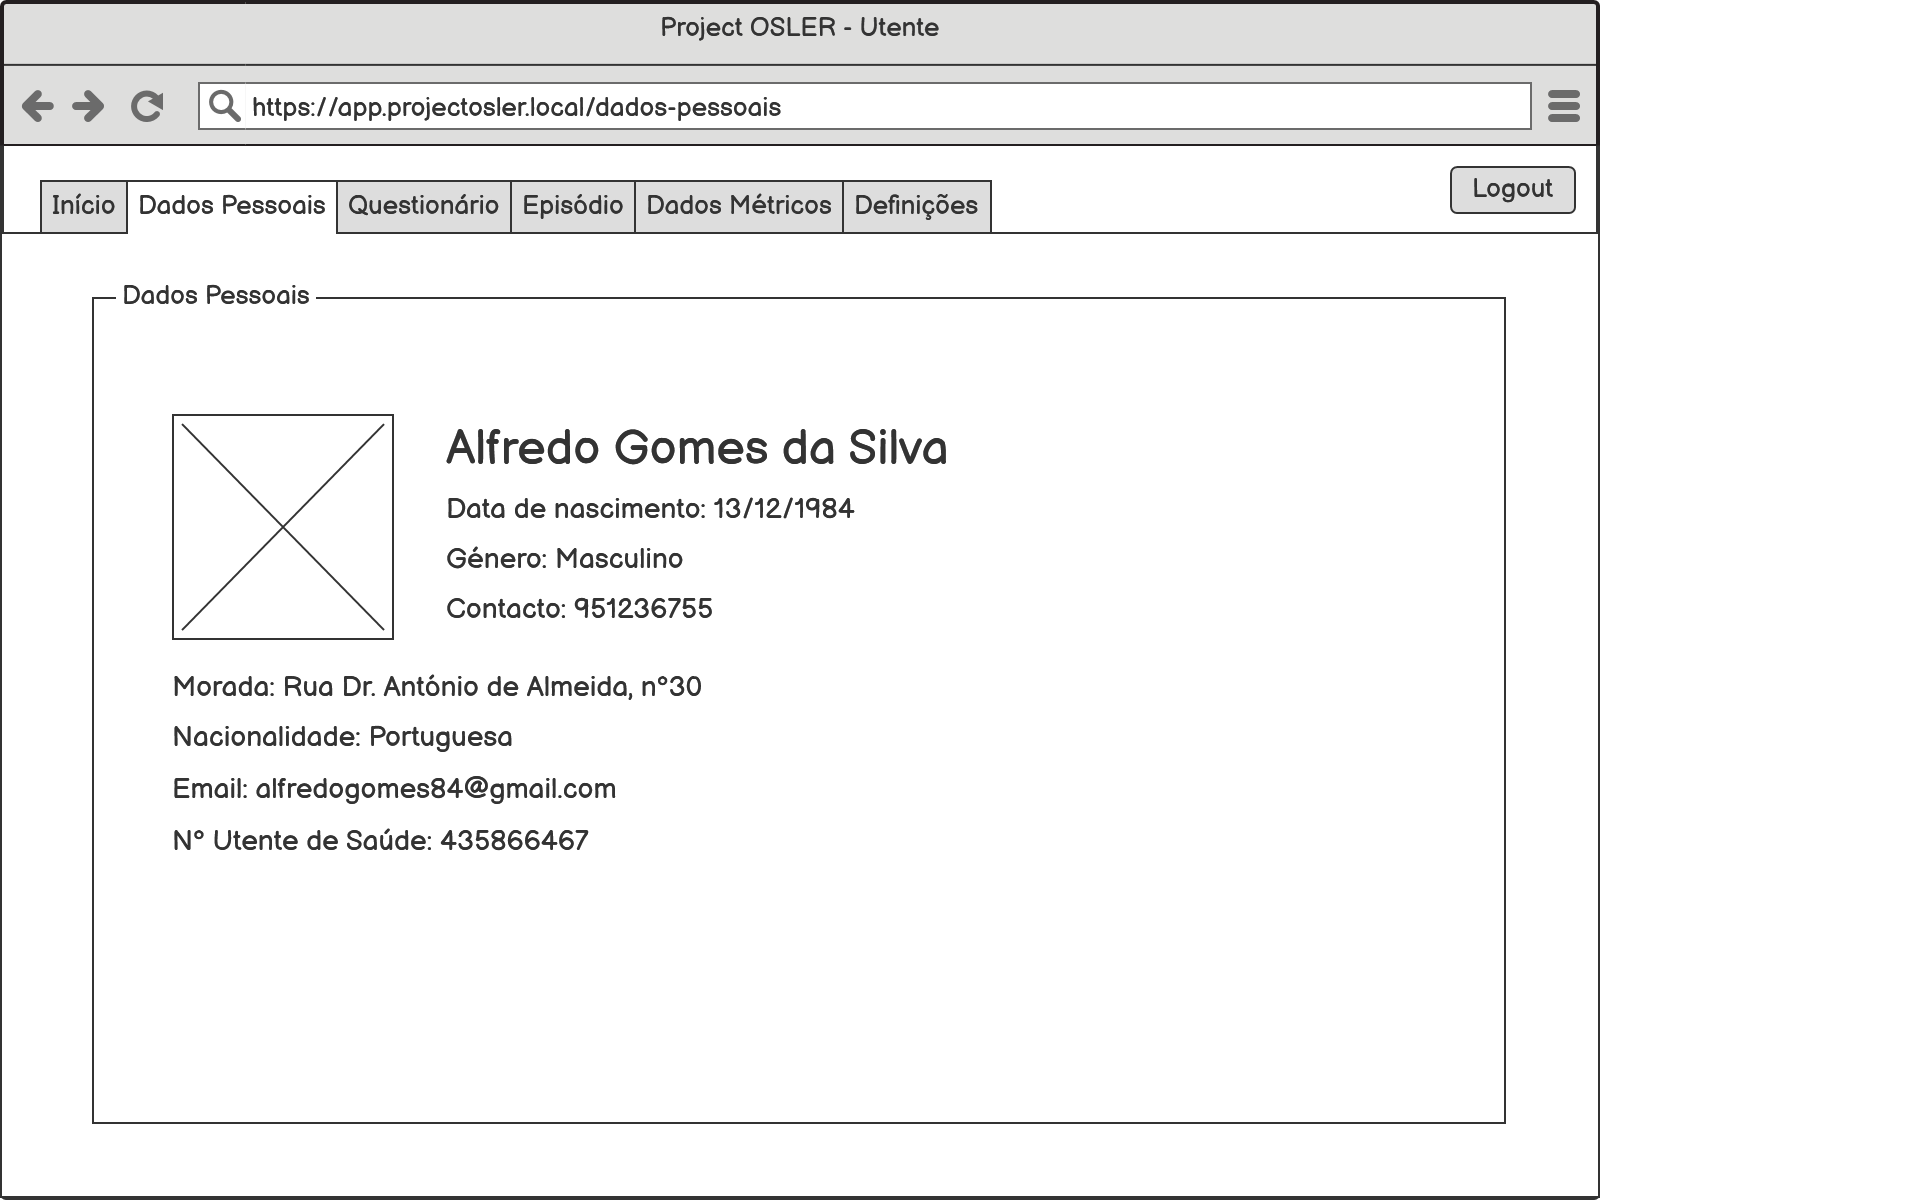 Project OSLER - Utente
https://app.projectosler.local/dados-pessoais
Logout
Início Dados Pessoais Questionário Episódio Dados Métricos Definições
Dados Pessoais
Alfredo Gomes da Silva
Data de nascimento: 13/12/1984
Género: Masculino
Contacto: 951236755
Morada: Rua Dr. António de Almeida, nº30
Nacionalidade: Portuguesa
Email: alfredogomes84@gmail.com
Nº Utente de Saúde: 435866467